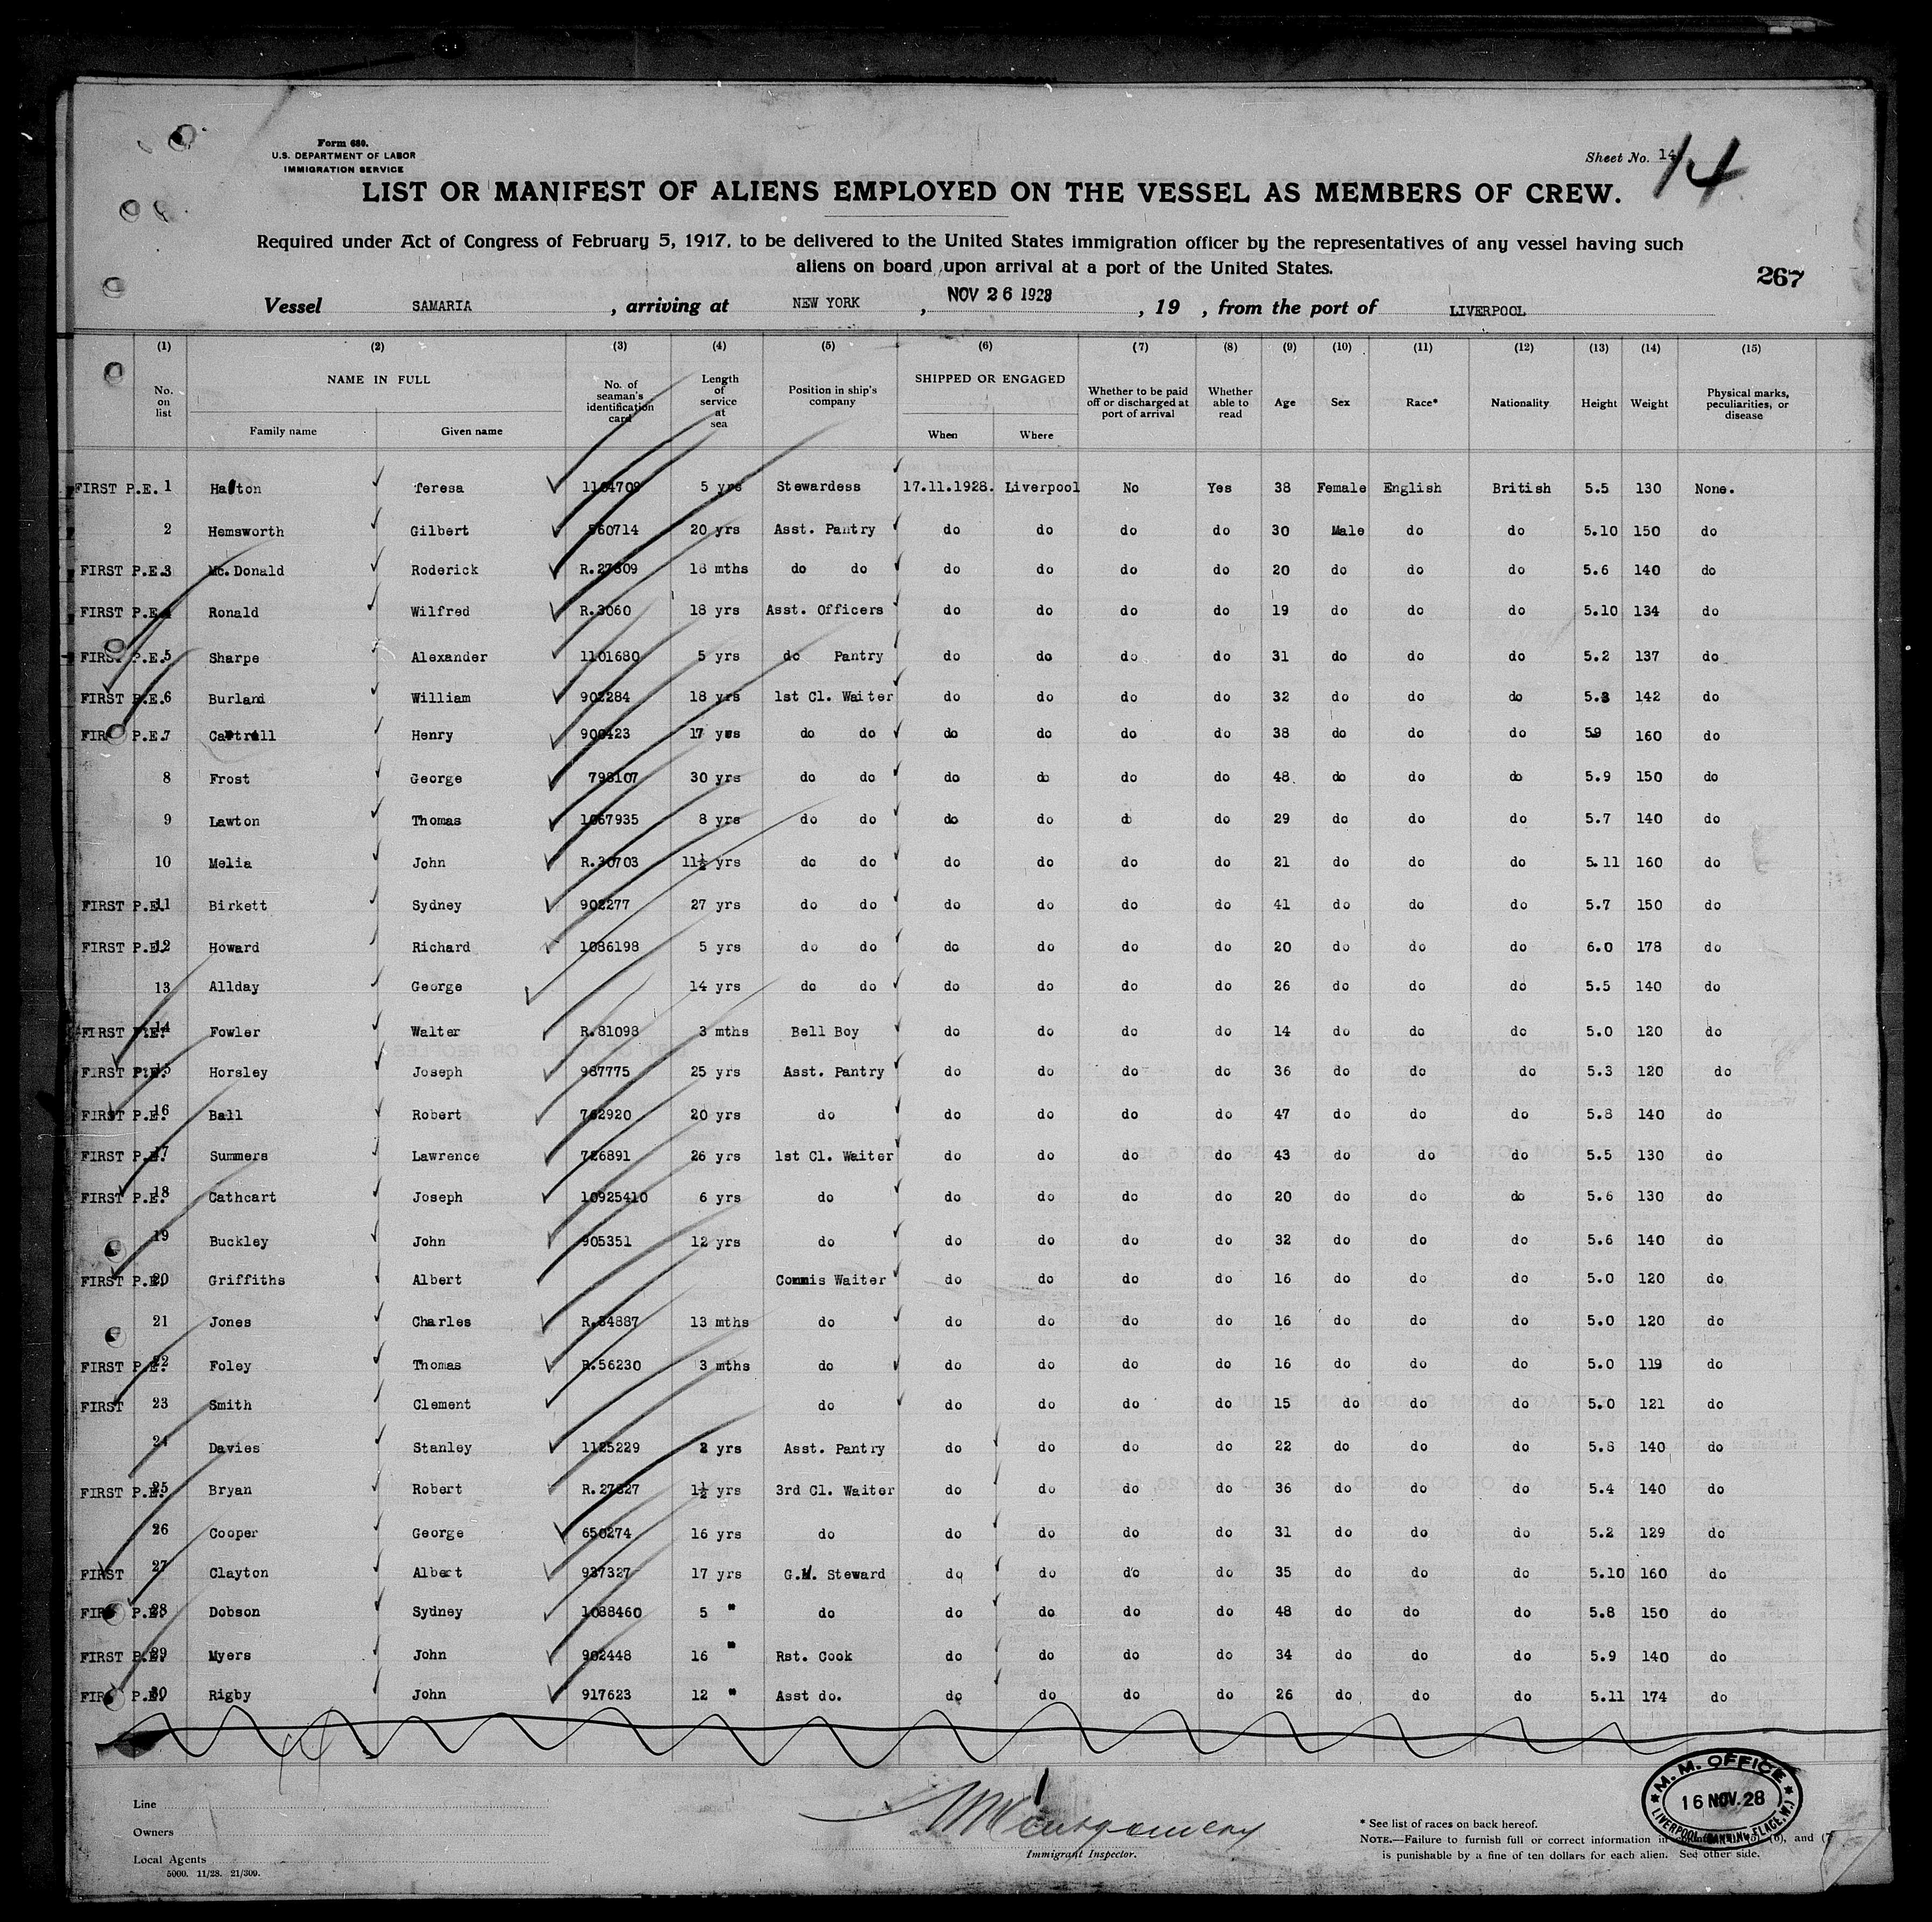 Form 680.
U.S. DEPARTMENT OF LABOR
IMMIGRATION SERVICE
Sheet No. 14
14
LIST OR MANIFEST OF ALIENS EMPLOYED ON THE VESSEL AS MEMBERS OF CREW.
Required under Act of Congress of February 5, 1917, to be delivered to the United States immigration officer by the representatives of any vessel having such
aliens on board upon arrival at a port of the United States.
267
Vessel SAMARIA, arriving at NEW YORK, NOV 26 1928, 19 , from the port of LIVERPOOL
(1) (2) (3) (4) (5) (6) (7) (8) (9) (10) (11) (12) (13) (14) (15)
No. on list NAME IN FULL Family name Given name No. of seaman's identification card Length of service at sea Position in ship's company SHIPPED OR ENGAGED When Where Whether to be paid off or discharged at port of arrival Whether able to read Age Sex Race* Nationality Height Weight Physical marks, peculiarities, or disease
FIRST P.E. 1 Teresa 5 yrs Stewardess 17.11.1928. Liverpool No Yes 38 Female English British 5.5 130 None.
2 Hemsworth Gilbert 560714 20 yrs Asst. Pantry do do do do 30 Male do do 5.10 150 do
FIRST P.E. 3 Mc.Donald Roderick R.27809 18 mths do do do do do do 20 do do do 5.6 140 do
FIRST P.E. 4 Ronald Wilfred R.3060 18 yrs Asst. Officers do do do do 19 do do do 5.10 134 do
FIRST P.E. 5 Sharpe Alexander 1101680 5 yrs do Pantry do do do do 31 do do do 5.2 137 do
FIRST P.E. 6 Burland William 902284 18 yrs 1st Cl. Waiter do do do do 32 do do do 5.8 142 do
FIRST P.E. 7 Henry 900423 17 yrs do do do do do do 38 do do do 59 160 do
8 Frost George 798107 30 yrs do do do do do do 48 do do do 5.9 150 do
9 Lawton Thomas 1067935 8 yrs do do do do do do 29 do do do 5.7 140 do
10 Melia John R.30703 11½ yrs do do do do do do 21 do do do 5.11 160 do
FIRST P.E. 11 Birkett Sydney 902277 27 yrs do do do do do do 41 do do do 5.7 150 do
FIRST P.E. 12 Howard Richard 1086198 5 yrs do do do do do do 20 do do do 6.0 178 do
13 Allday George 14 yrs do do do do do do 26 do do do 5.5 140 do
FIRST P.E. 14 Fowler Walter R.81098 3 mths Bell Boy do do do do 14 do do do 5.0 120 do
FIRST P.E. 15 Horsley Joseph 987775 25 yrs Asst. Pantry do do do do 36 do do do 5.3 120 do
FIRST P.E. 16 Ball Robert 762920 20 yrs do do do do do 47 do do do 5.8 140 do
FIRST P.E. 17 Summers Lawrence 726891 26 yrs 1st Cl. Waiter do do do do 43 do do do 5.5 130 do
FIRST P.E. 18 Cathcart Joseph 10925410 6 yrs do do do do do 20 do do do 5.6 130 do
19 Buckley John 905351 12 yrs do do do do do 32 do do do 5.6 140 do
FIRST P.E. 20 Griffiths Albert Commis Waiter do do do do 16 do do do 5.0 120 do
21 Jones Charles R.34887 13 mths do do do do do 16 do do do 5.0 120 do
FIRST P.E. 22 Foley Thomas R.56230 3 mths do do do do do 16 do do do 5.0 119 do
FIRST 23 Smith Clement do do do do do 15 do do do 5.0 121 do
24 Davies Stanley 1125229 2 yrs Asst. Pantry do do do do 22 do do do 5.8 140 do
FIRST P.E. 25 Bryan Robert R.27827 1½ yrs 3rd Cl. Waiter do do do do 36 do do do 5.4 140 do
26 Cooper George 650274 16 yrs do do do do do 31 do do do 5.2 129 do
FIRST 27 Clayton Albert 937327 17 yrs Steward do do do do 35 do do do 5.10 160 do
FIRST P.E. 28 Dobson Sydney 1088460 5 " do do do do do 48 do do do 5.8 150 do
FIRST P.E. 29 Myers John 902448 16 " Rst. Cook do do do do 34 do do do 5.9 140 do
FIRST P.E. 30 Rigby John 917623 12 " Asst do. do do do do 26 do do do 5.11 174 do
Line
Owners
Local Agents
5000. 11/28. 21/309.
Montgomery
Immigrant Inspector.
M. M. OFFICE
16 NOV. 28
LIVERPOOL
* See list of races on back hereof.
NOTE.—Failure to furnish full or correct information in (6), and (7
is punishable by a fine of ten dollars for each alien. See other side.